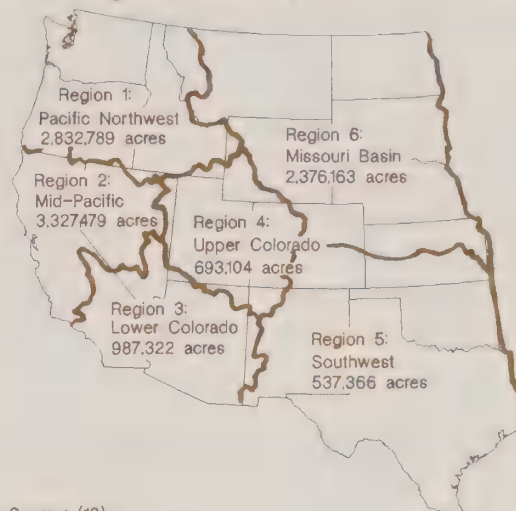 Region 1:
Pacific Northwest
2,832,789 acres
Region 6:
Missouri Basin
2,376,163 acres
Region 2:
Mid-Pacific
3,327,479 acres
Region 4:
Upper Colorado
693,104 acres
Region 3:
Lower Colorado
987,322 acres
Region 5:
Southwest
537,366 acres